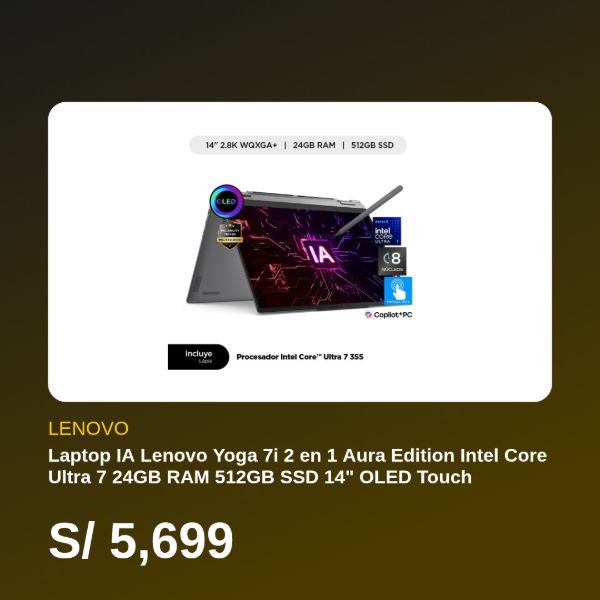 14" 2.8K WQXGA+ | 24GB RAM | 512GB SSD
OLED
IA
intel
CORE
ULTRA 7
8
NÚCLEOS
Copilot+PC
Incluye
Lápiz
Procesador Intel Core™ Ultra 7 355
LENOVO
Laptop IA Lenovo Yoga 7i 2 en 1 Aura Edition Intel Core
Ultra 7 24GB RAM 512GB SSD 14" OLED Touch
S/ 5,699